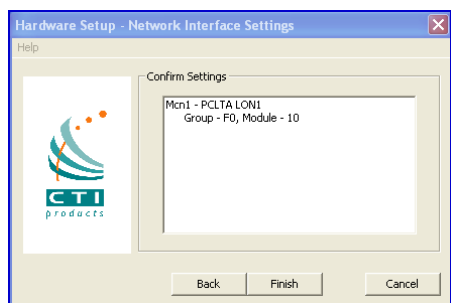 Hardware Setup - Network Interface Settings
Help
Confirm Settings
Mcn1 - PCLTA LON1
Group - F0, Module - 10
CTI
products
Back
Finish
Cancel